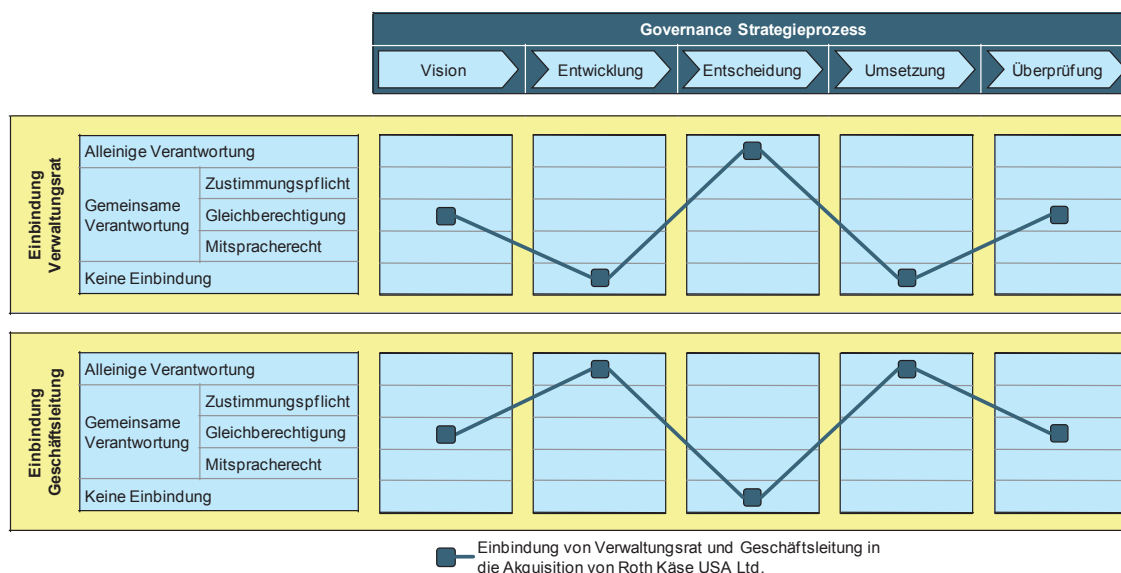 Governance Strategieprozess
Vision
Entwicklung
Entscheidung
Umsetzung
Überprüfung
Einbindung
Verwaltungsrat
Alleinige Verantwortung
Gemeinsame
Verantwortung
Zustimmungspflicht
Gleichberechtigung
Mitspracherecht
Keine Einbindung
Einbindung
Geschäftsleitung
Alleinige Verantwortung
Gemeinsame
Verantwortung
Zustimmungspflicht
Gleichberechtigung
Mitspracherecht
Keine Einbindung
Einbindung von Verwaltungsrat und Geschäftsleitung in
die Akquisition von Roth Käse USA Ltd.